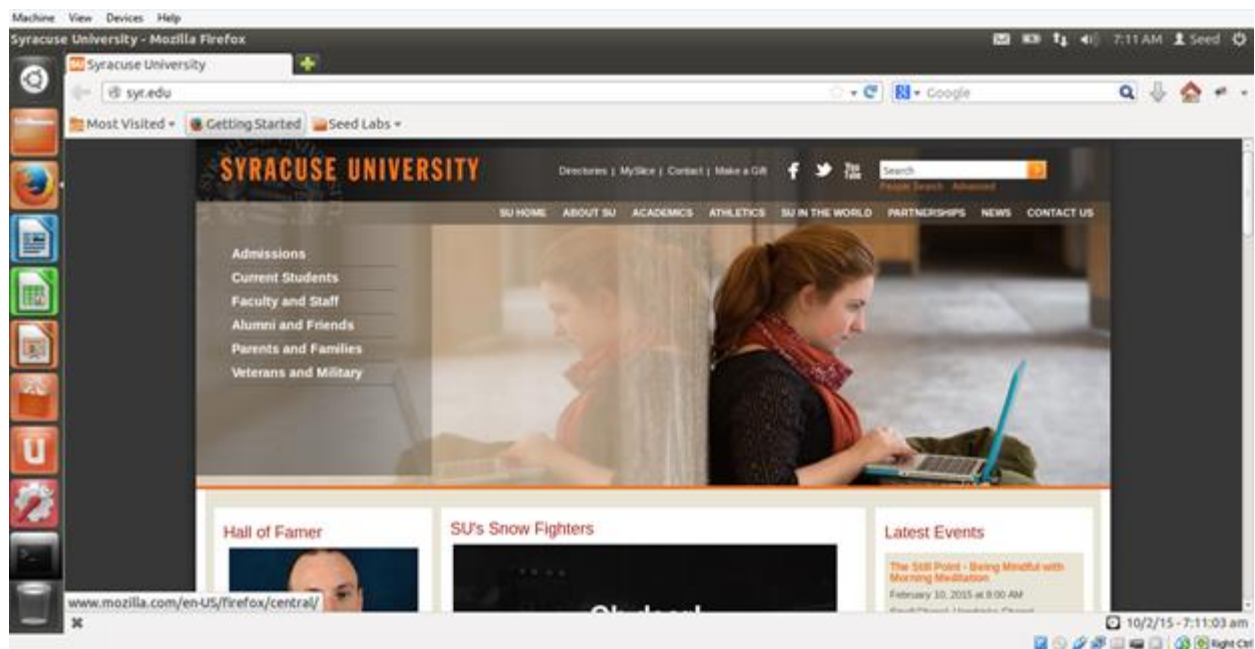 Machine View Devices Help
Syracuse University - Mozilla Firefox 7:11 AM Seed
Syracuse University
syr.edu Google
Most Visited Getting Started Seed Labs
SYRACUSE UNIVERSITY
Directories | MySlice | Contact | Make a Gift You Tube Search
People Search Advanced
SU HOME ABOUT SU ACADEMICS ATHLETICS SU IN THE WORLD PARTNERSHIPS NEWS CONTACT US
Admissions
Current Students
Faculty and Staff
Alumni and Friends
Parents and Families
Veterans and Military
Hall of Famer
SU's Snow Fighters
Latest Events
The Still Point - Being Mindful with
Morning Meditation
February 10, 2015 at 8:00 AM
www.mozilla.com/en-US/firefox/central/
10/2/15 - 7:11:03 am
Right Ctrl